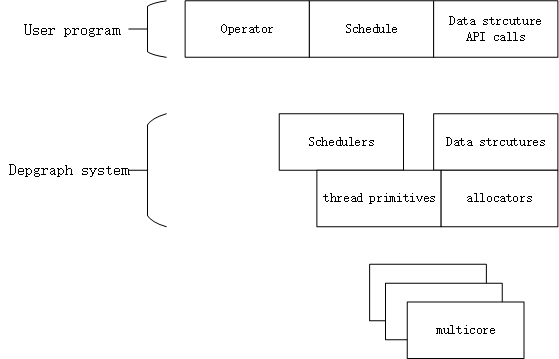 User program
Operator
Schedule
Data strcuture
API calls
Depgraph system
Schedulers
Data strcutures
thread primitives
allocators
multicore